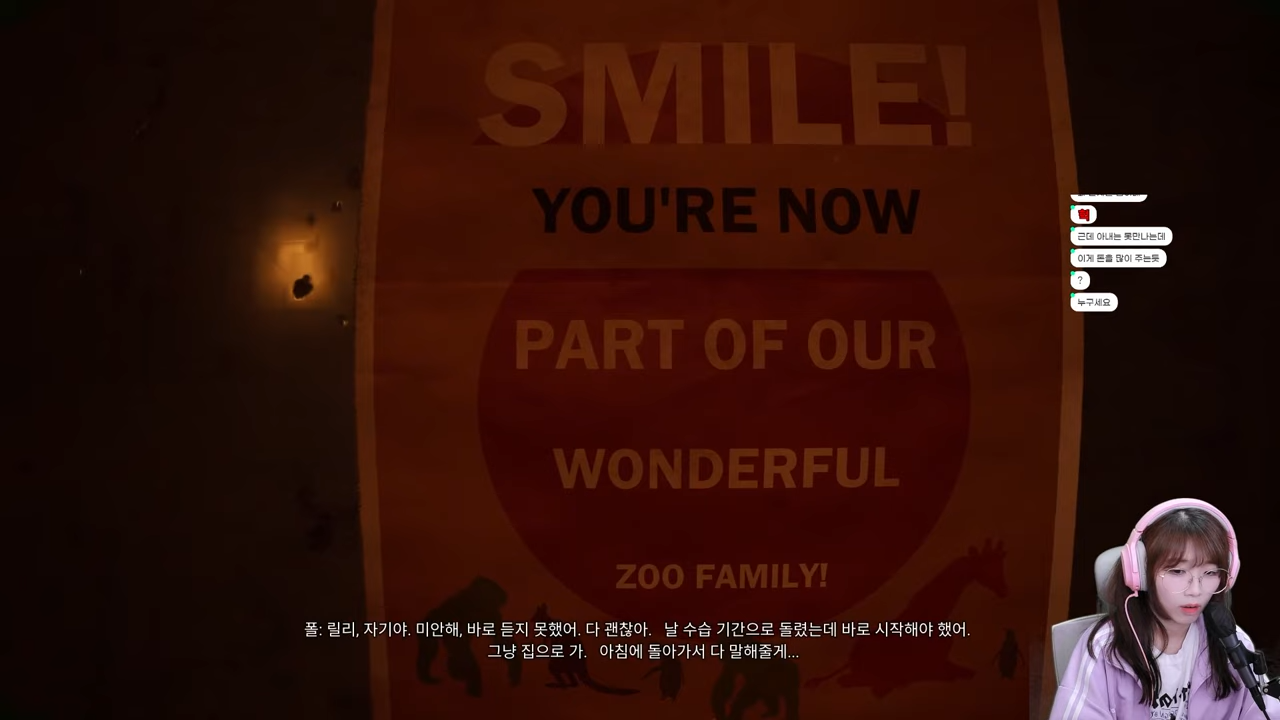 SMILE!
YOU'RE NOW
PART OF OUR
WONDERFUL
ZOO FAMILY!
헉
근데 아내는 못만나는데
이게 돈을 많이 주는듯
?
누구세요
폴: 릴리, 자기야. 미안해, 바로 듣지 못했어. 다 괜찮아. 날 수습 기간으로 돌렸는데 바로 시작해야 했어.
그냥 집으로 가. 아침에 돌아가서 다 말해줄게...